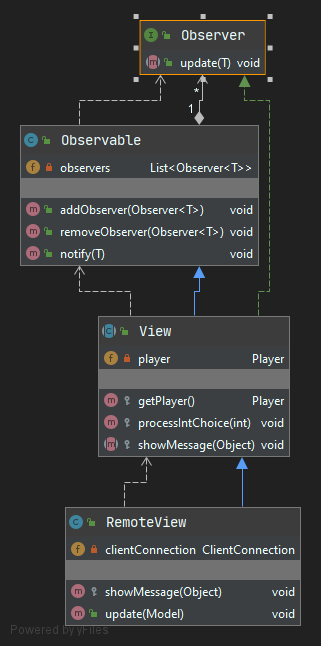 I Observer
m update(T) void
*
1
C Observable
f observers List<Observer<T>>
m addObserver(Observer<T>) void
m removeObserver(Observer<T>) void
m notify(T) void
C View
f player Player
m getPlayer() Player
m processIntChoice(int) void
m showMessage(Object) void
C RemoteView
f clientConnection ClientConnection
m showMessage(Object) void
m update(Model) void
Powered by yFiles